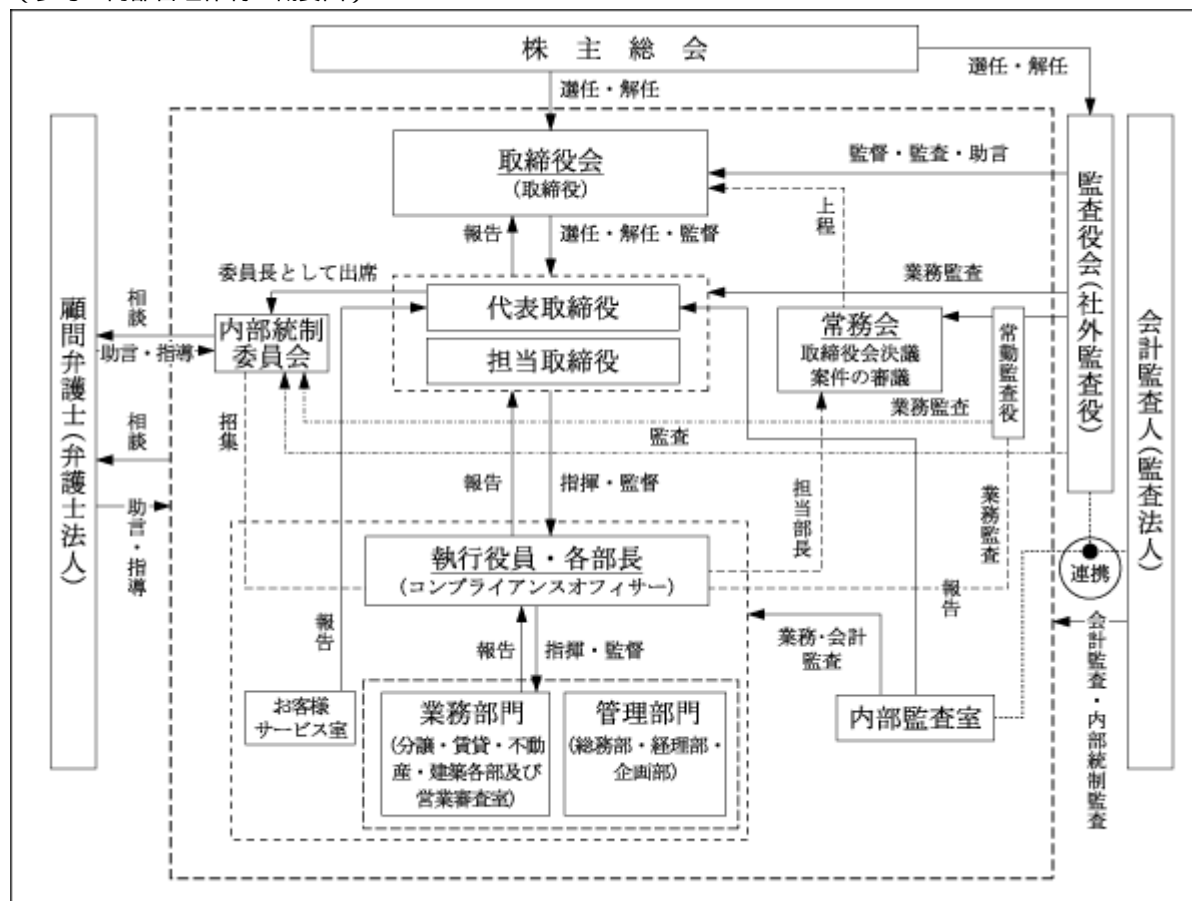 株主総会
選任・解任
選任・解任
取締役会
(取締役)
監督・監査・助言
上程
報告
選任・解任・監督
委員長として出席
業務監査
代表取締役
担当取締役
内部統制
委員会
常務会
取締役会決議
案件の審議
常勤監査役
監査役会(社外監査役)
会計監査人(監査法人)
顧問弁護士(弁護士法人)
相談
助言・指導
相談
助言・指導
招集
業務監査
監査
報告
指揮・監督
担当部長
業務監査
執行役員・各部長
(コンプライアンスオフィサー)
連携
報告
報告
報告
指揮・監督
業務・会計
監査
会計監査・内部統制監査
お客様
サービス室
業務部門
(分譲・賃貸・不動
産・建築各部及び
営業審査室)
管理部門
(総務部・経理部・
企画部)
内部監査室